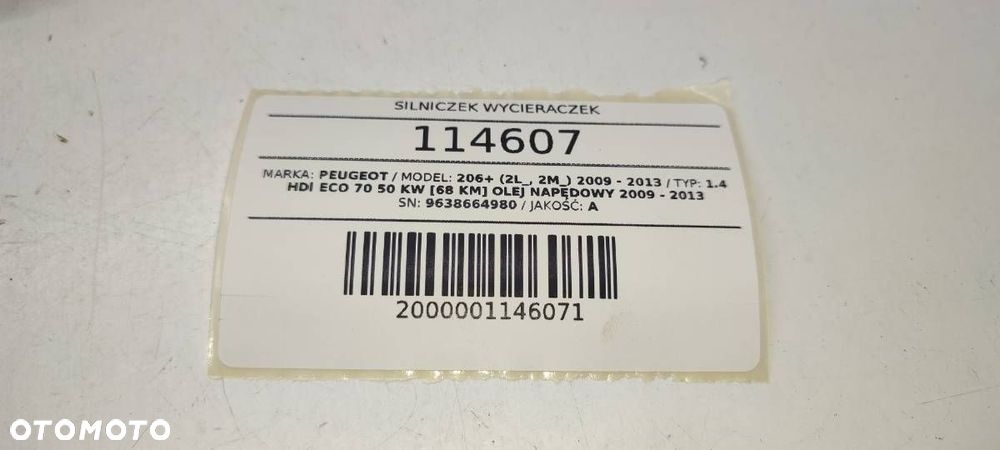 SILNICZEK WYCIERACZEK
114607
MARKA: PEUGEOT / MODEL: 206+ (2L_, 2M_) 2009 - 2013 / TYP: 1.4
HDI ECO 70 50 KW [68 KM] OLEJ NAPĘDOWY 2009 - 2013
SN: 9638664980 / JAKOŚĆ: A
2000001146071
OTOMOTO